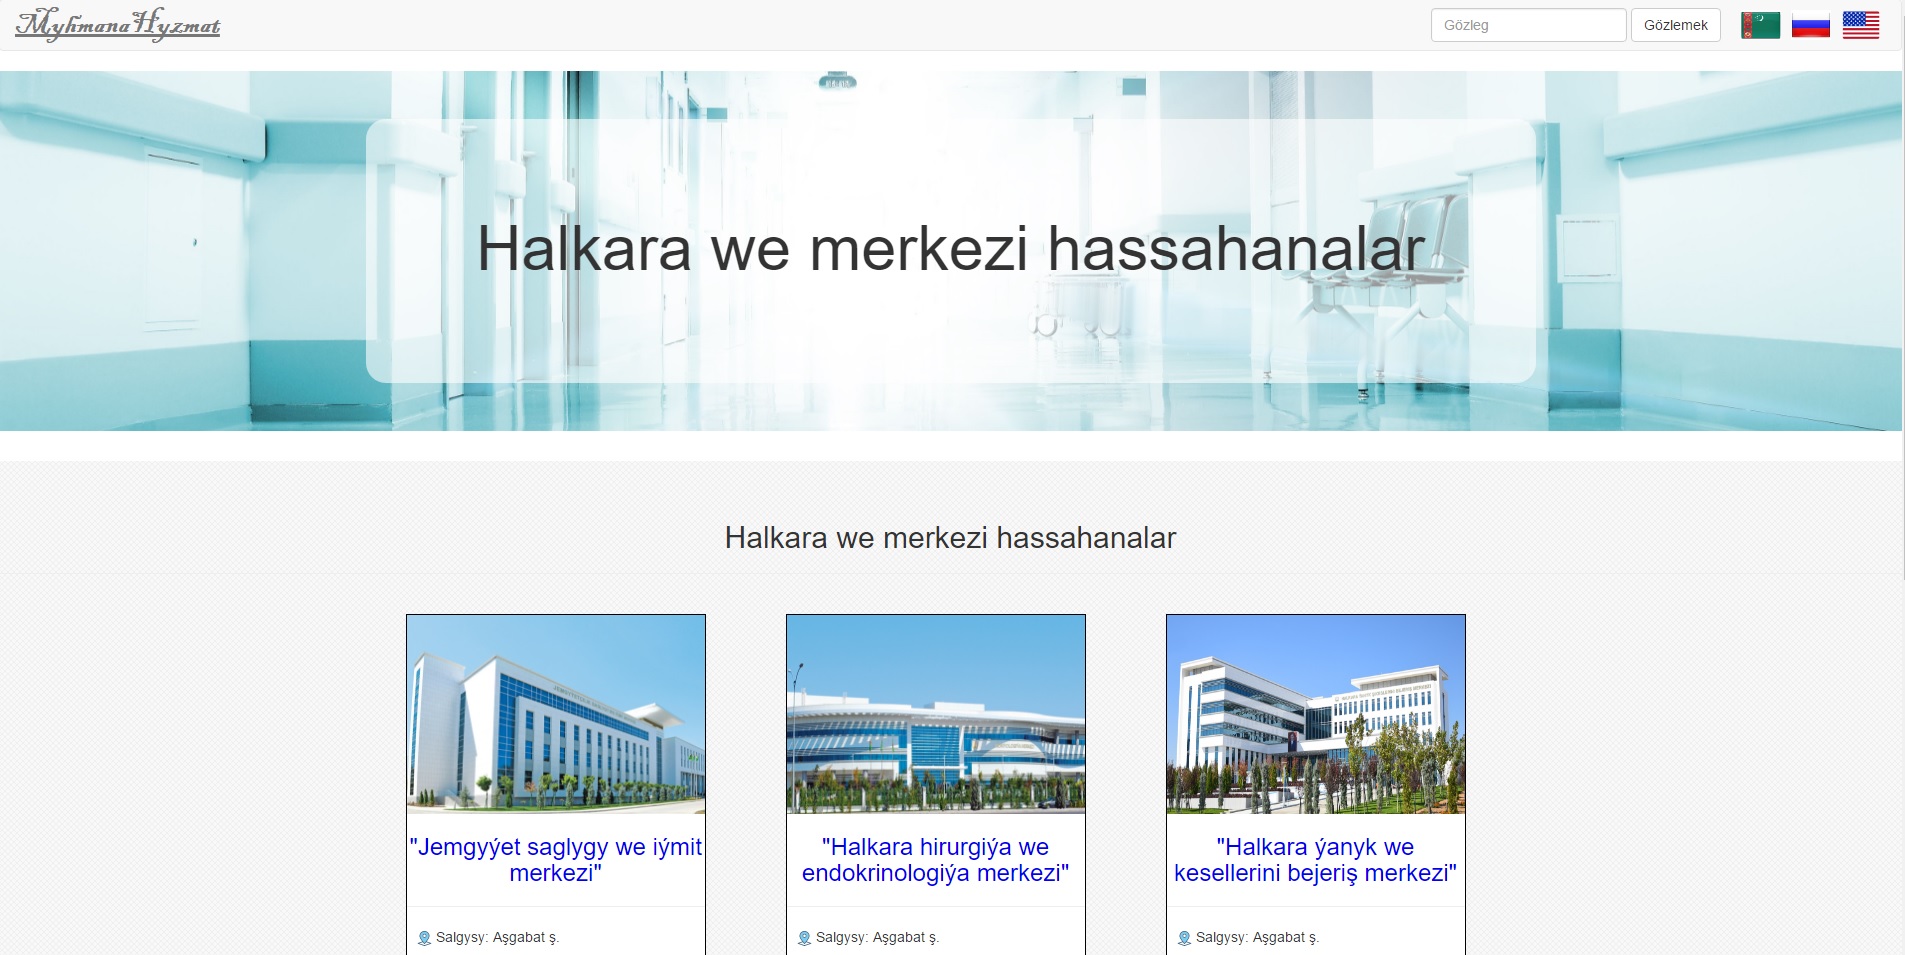 MyhmanaHyzmat
Gözleg
Gözlemek
Halkara we merkezi hassahanalar
Halkara we merkezi hassahanalar
"Jemgyýet saglygy we iýmit
merkezi"
Salgysy: Aşgabat ş.
"Halkara hirurgiýa we
endokrinologiýa merkezi"
Salgysy: Aşgabat ş.
"Halkara ýanyk we
kesellerini bejeriş merkezi"
Salgysy: Aşgabat ş.